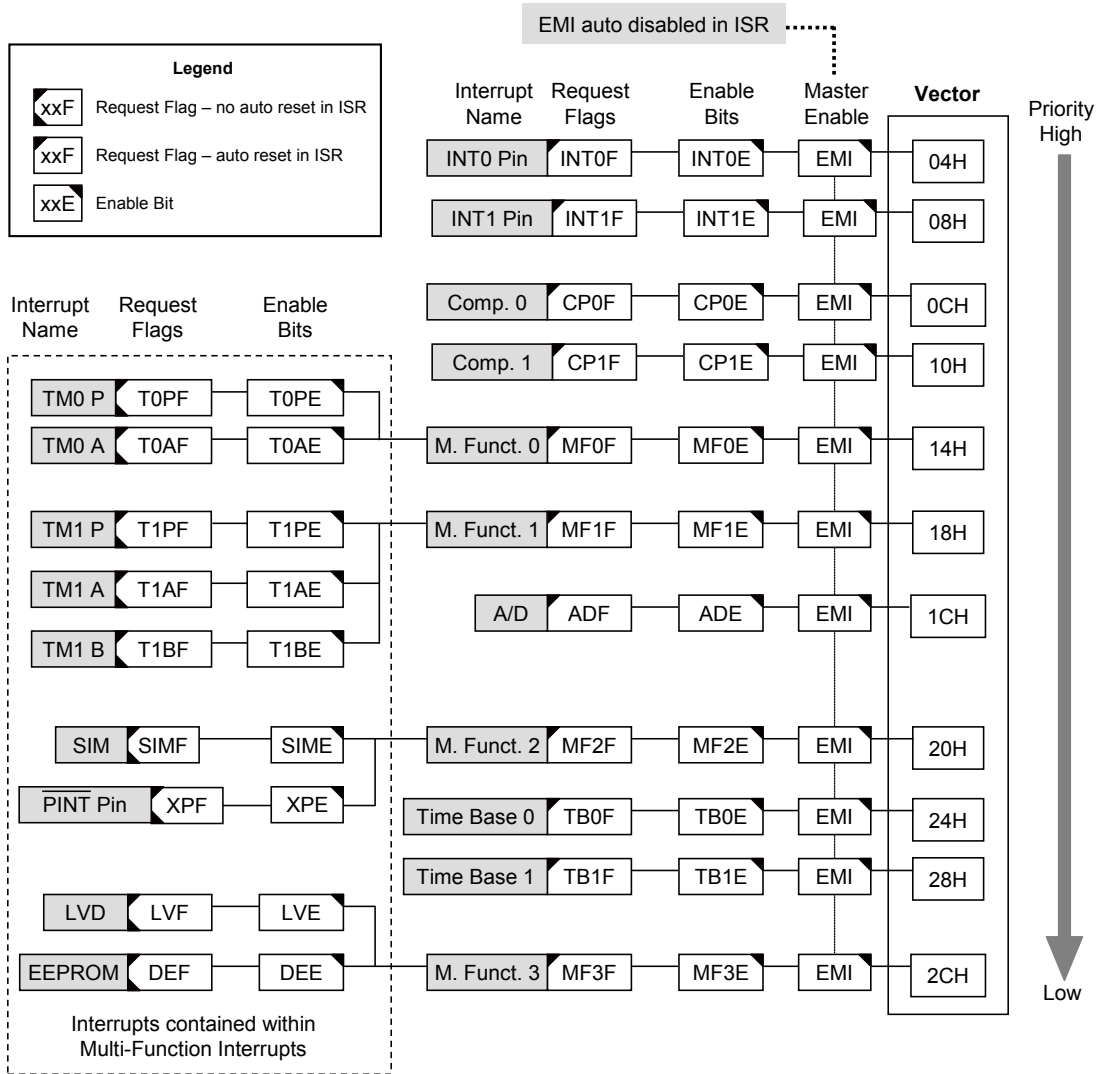 EMI auto disabled in ISR
Legend
xxF Request Flag – no auto reset in ISR
xxF Request Flag – auto reset in ISR
xxE Enable Bit
Interrupt Name Request Flags Enable Bits Master Enable Vector
Priority High
INT0 Pin INT0F INT0E EMI 04H
INT1 Pin INT1F INT1E EMI 08H
Comp. 0 CP0F CP0E EMI 0CH
Comp. 1 CP1F CP1E EMI 10H
Interrupt Name Request Flags Enable Bits
TM0 P T0PF T0PE
TM0 A T0AF T0AE M. Funct. 0 MF0F MF0E EMI 14H
TM1 P T1PF T1PE M. Funct. 1 MF1F MF1E EMI 18H
TM1 A T1AF T1AE
A/D ADF ADE EMI 1CH
TM1 B T1BF T1BE
SIM SIMF SIME M. Funct. 2 MF2F MF2E EMI 20H
PINT Pin XPF XPE
Time Base 0 TB0F TB0E EMI 24H
Time Base 1 TB1F TB1E EMI 28H
LVD LVF LVE
EEPROM DEF DEE M. Funct. 3 MF3F MF3E EMI 2CH
Low
Interrupts contained within
Multi-Function Interrupts